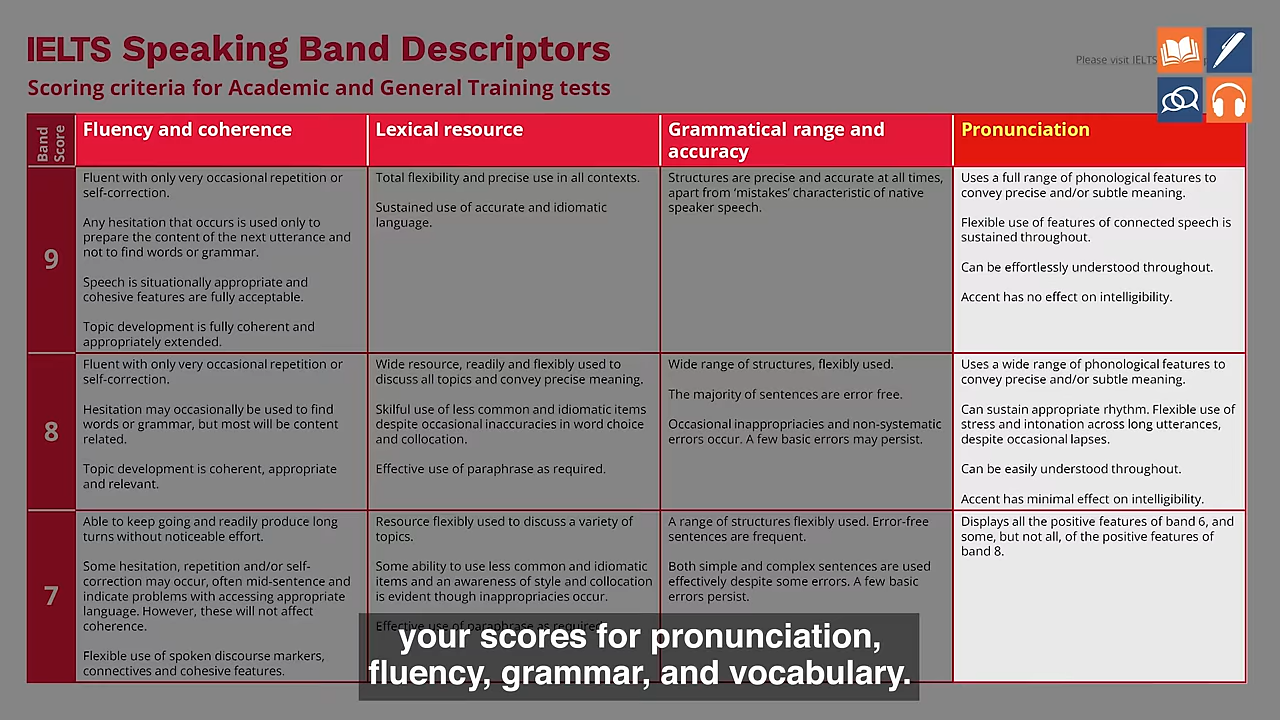 IELTS Speaking Band Descriptors
Please visit IELTS
Scoring criteria for Academic and General Training tests
Band
Score
Fluency and coherence
Lexical resource
Grammatical range and
accuracy
Pronunciation
9
Fluent with only very occasional repetition or
self-correction.
Any hesitation that occurs is used only to
prepare the content of the next utterance and
not to find words or grammar.
Speech is situationally appropriate and
cohesive features are fully acceptable.
Topic development is fully coherent and
appropriately extended.
Total flexibility and precise use in all contexts.
Sustained use of accurate and idiomatic
language.
Structures are precise and accurate at all times,
apart from ‘mistakes’ characteristic of native
speaker speech.
Uses a full range of phonological features to
convey precise and/or subtle meaning.
Flexible use of features of connected speech is
sustained throughout.
Can be effortlessly understood throughout.
Accent has no effect on intelligibility.
8
Fluent with only very occasional repetition or
self-correction.
Hesitation may occasionally be used to find
words or grammar, but most will be content
related.
Topic development is coherent, appropriate
and relevant.
Wide resource, readily and flexibly used to
discuss all topics and convey precise meaning.
Skilful use of less common and idiomatic items
despite occasional inaccuracies in word choice
and collocation.
Effective use of paraphrase as required.
Wide range of structures, flexibly used.
The majority of sentences are error free.
Occasional inappropriacies and non-systematic
errors occur. A few basic errors may persist.
Uses a wide range of phonological features to
convey precise and/or subtle meaning.
Can sustain appropriate rhythm. Flexible use of
stress and intonation across long utterances,
despite occasional lapses.
Can be easily understood throughout.
Accent has minimal effect on intelligibility.
7
Able to keep going and readily produce long
turns without noticeable effort.
Some hesitation, repetition and/or self-
correction may occur, often mid-sentence and
indicate problems with accessing appropriate
language. However, these will not affect
coherence.
Flexible use of spoken discourse markers,
connectives and cohesive features.
Resource flexibly used to discuss a variety of
topics.
Some ability to use less common and idiomatic
items and an awareness of style and collocation
is evident though inappropriacies occur.
Effective use of paraphrase as required
A range of structures flexibly used. Error-free
sentences are frequent.
Both simple and complex sentences are used
effectively despite some errors. A few basic
errors persist.
Displays all the positive features of band 6, and
some, but not all, of the positive features of
band 8.
your scores for pronunciation,
fluency, grammar, and vocabulary.